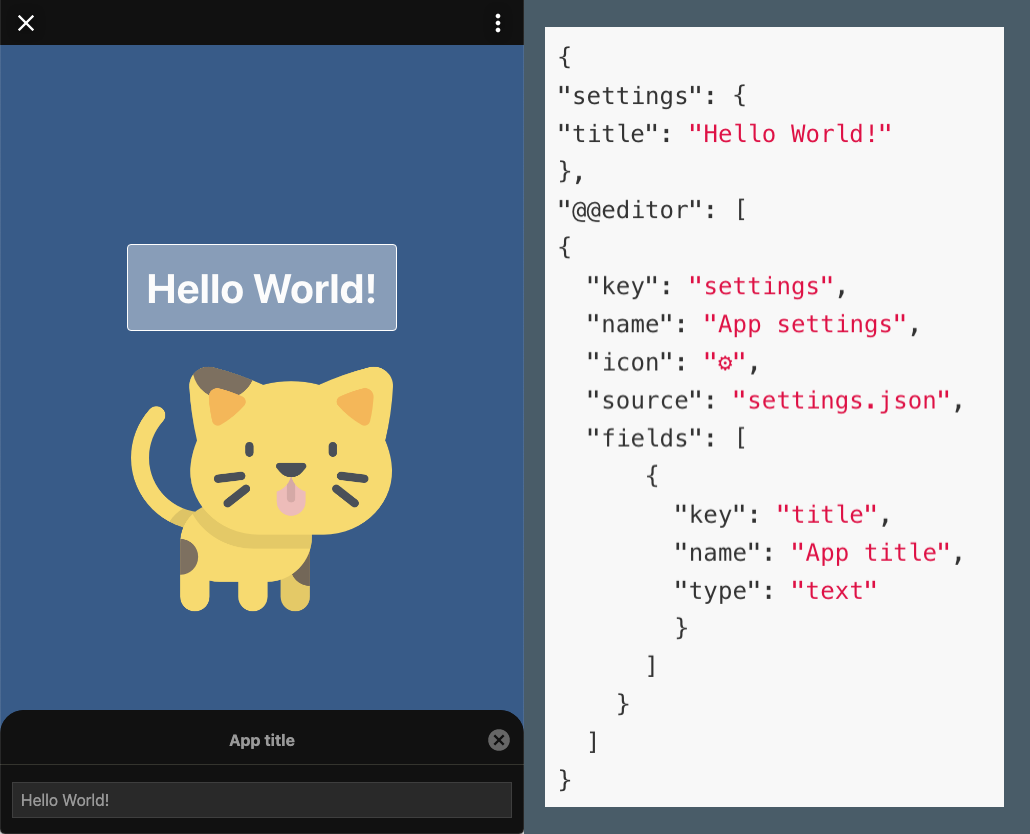 Hello World!
App title
Hello World!
{
"settings": {
"title": "Hello World!"
},
"@@editor": [
{
"key": "settings",
"name": "App settings",
"icon": "⚙",
"source": "settings.json",
"fields": [
{
"key": "title",
"name": "App title",
"type": "text"
}
]
}
]
}